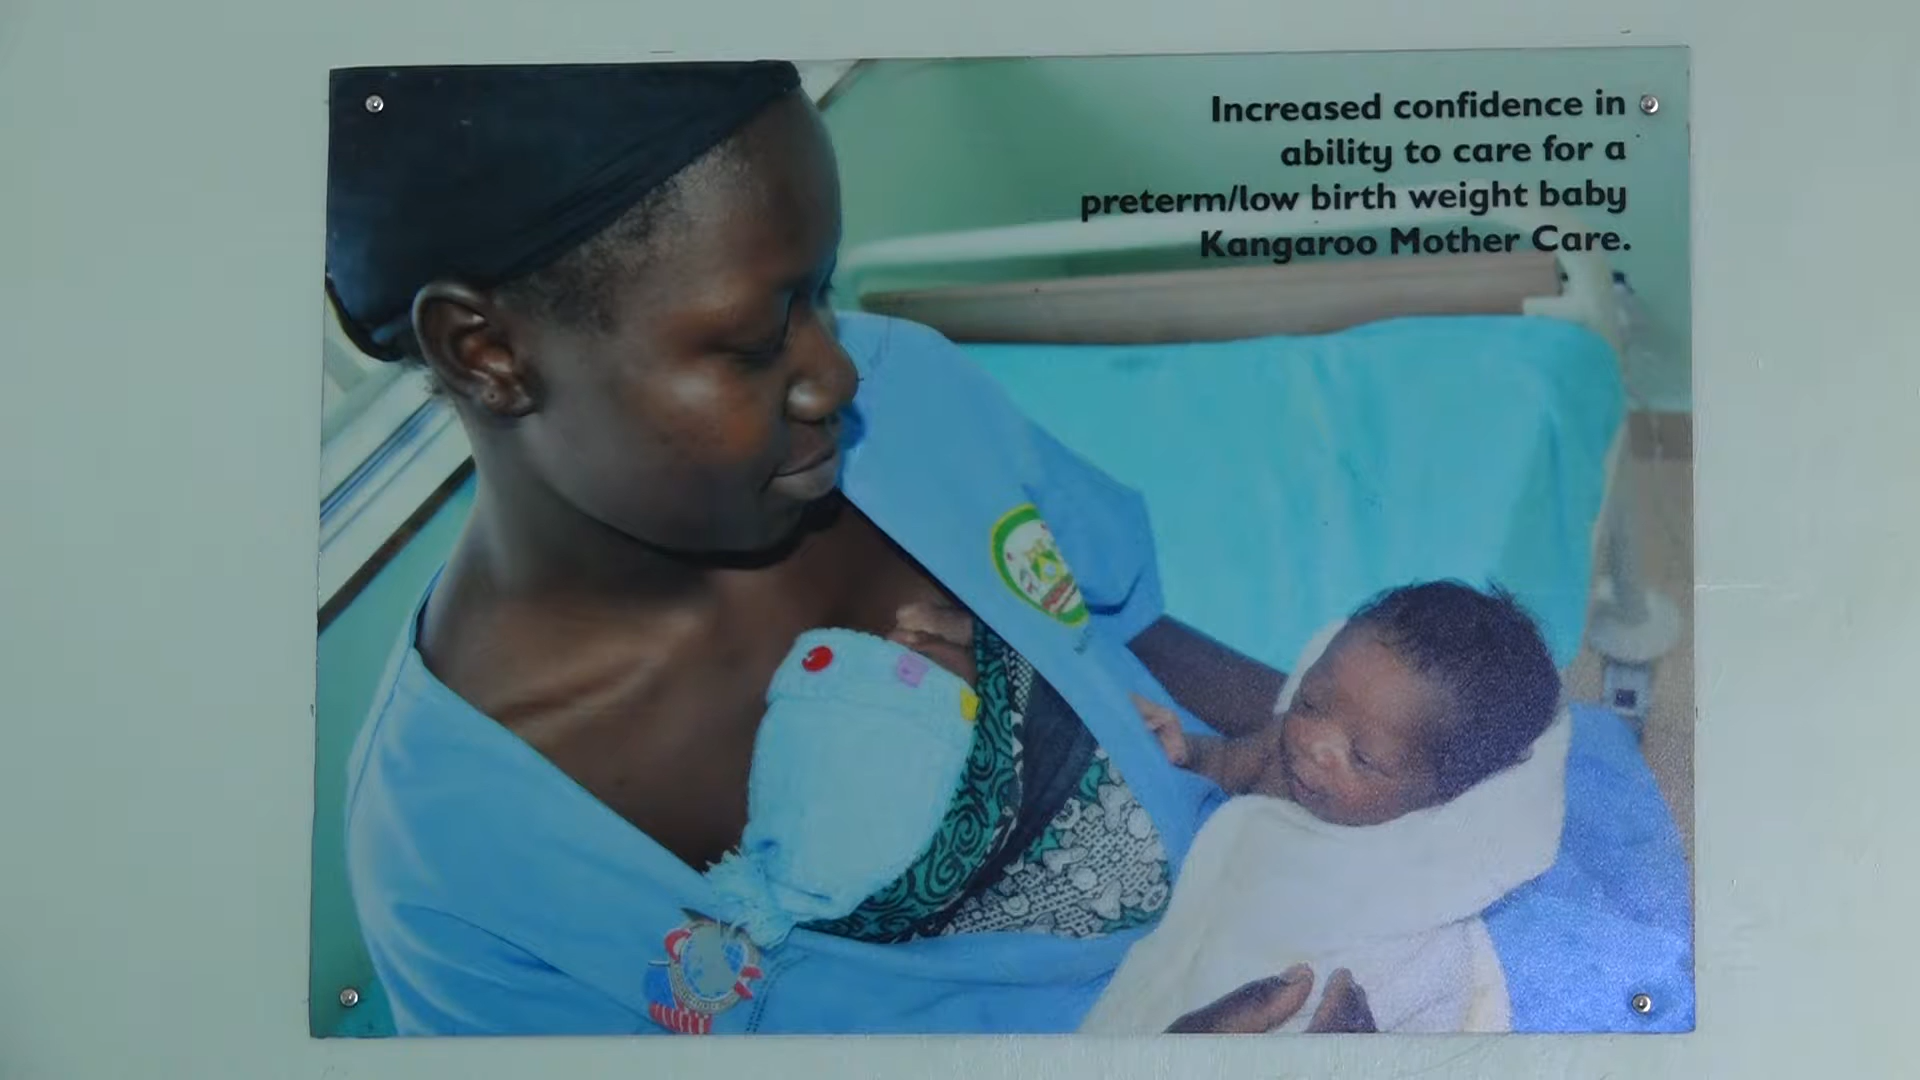 Increased confidence in
ability to care for a
preterm/low birth weight baby
Kangaroo Mother Care.